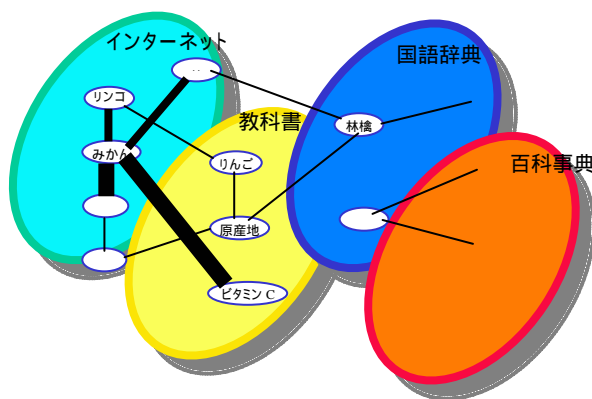 インターネット
‥
リンコ
みかん
教科書
りんご
原産地
ビタミン C
国語辞典
林檎
百科事典